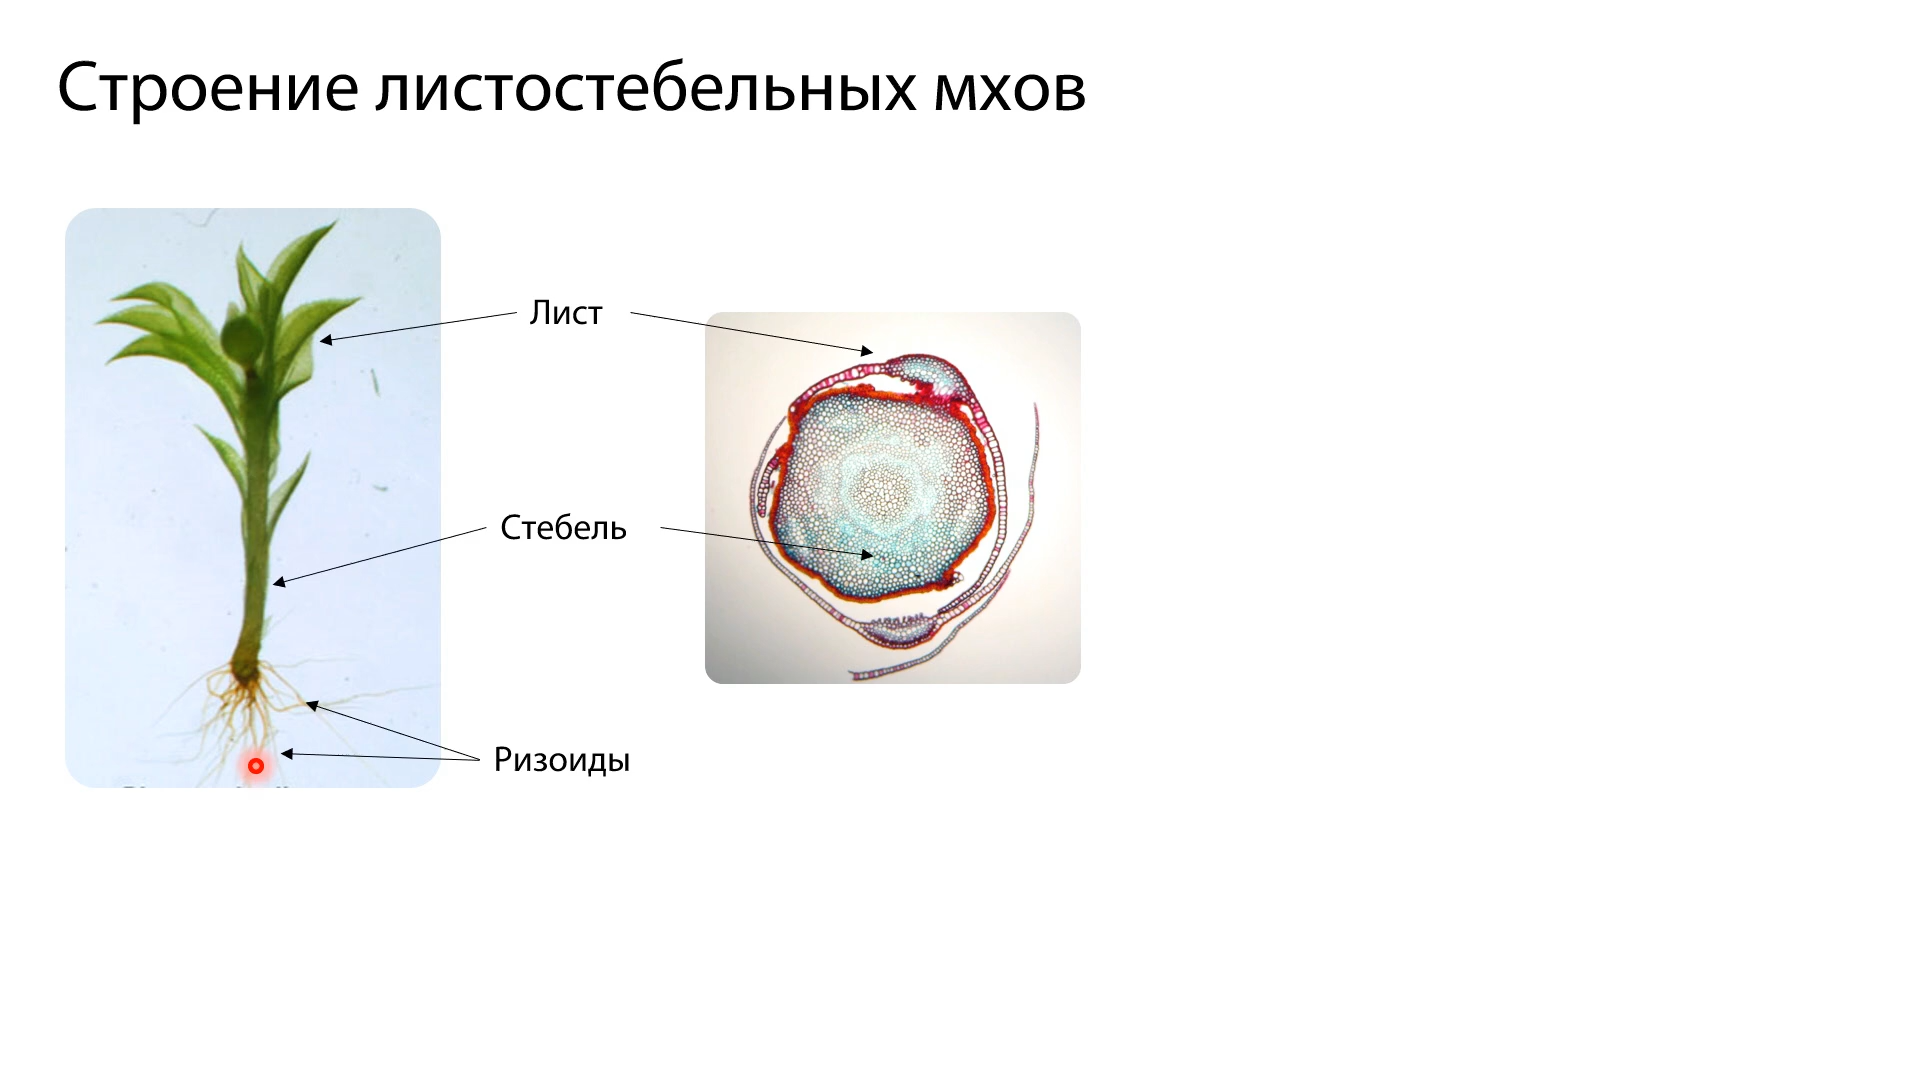 Строение листостебельных мхов
Лист
Стебель
Ризоиды